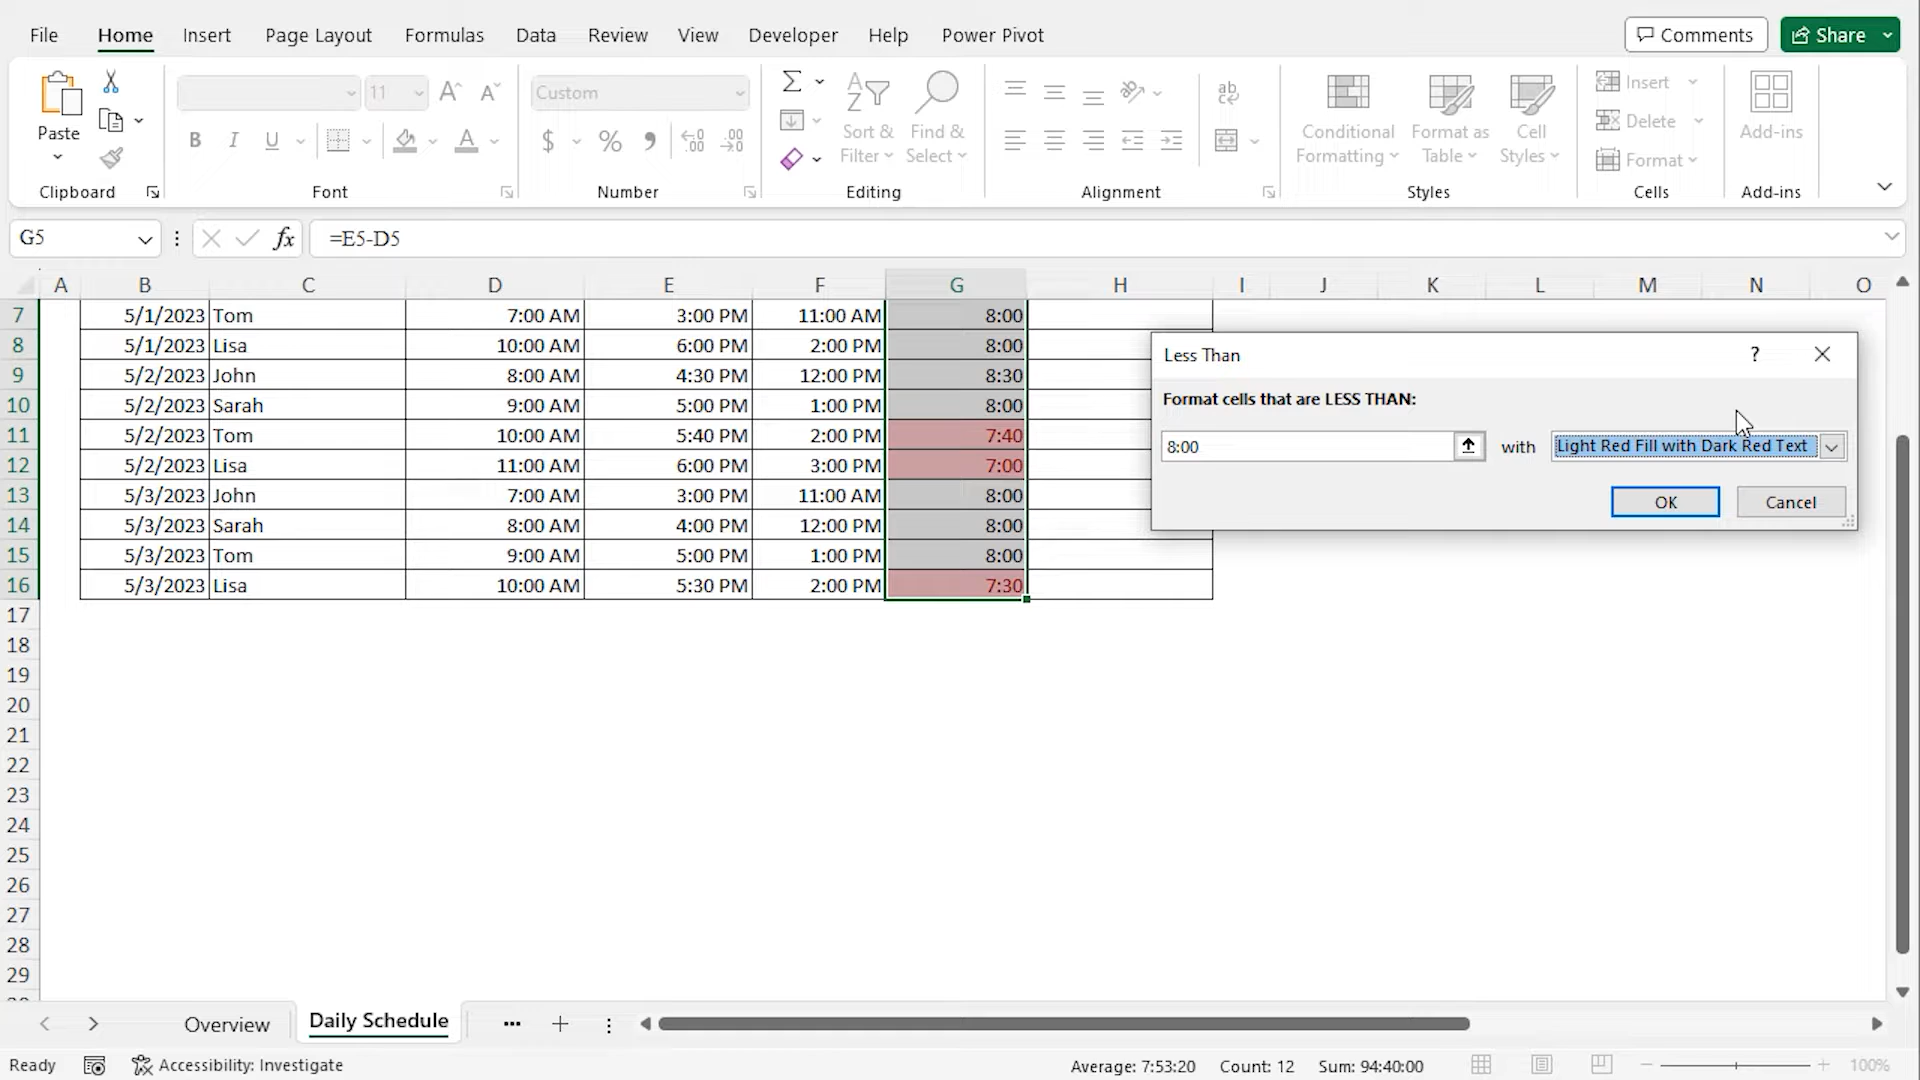 File Home Insert Page Layout Formulas Data Review View Developer Help Power Pivot Comments Share
Paste
Clipboard
11
B I U A
Font
Custom
$ % 9
Number
Sort & Filter
Find & Select
Editing
ab
Alignment
Conditional Formatting
Format as Table
Cell Styles
Styles
Insert
Delete
Format
Cells
Add-ins
Add-ins
G5 fx =E5-D5
A B C D E F G H I J K L M N O
7 5/1/2023 Tom 7:00 AM 3:00 PM 11:00 AM 8:00
8 5/1/2023 Lisa 10:00 AM 6:00 PM 2:00 PM 8:00
9 5/2/2023 John 8:00 AM 4:30 PM 12:00 PM 8:30
10 5/2/2023 Sarah 9:00 AM 5:00 PM 1:00 PM 8:00
11 5/2/2023 Tom 10:00 AM 5:40 PM 2:00 PM 7:40
12 5/2/2023 Lisa 11:00 AM 6:00 PM 3:00 PM 7:00
13 5/3/2023 John 7:00 AM 3:00 PM 11:00 AM 8:00
14 5/3/2023 Sarah 8:00 AM 4:00 PM 12:00 PM 8:00
15 5/3/2023 Tom 9:00 AM 5:00 PM 1:00 PM 8:00
16 5/3/2023 Lisa 10:00 AM 5:30 PM 2:00 PM 7:30
17
18
19
20
21
22
23
24
25
26
27
28
29
Less Than ?
Format cells that are LESS THAN:
8:00 with Light Red Fill with Dark Red Text
OK Cancel
Overview Daily Schedule
Ready Accessibility: Investigate Average: 7:53:20 Count: 12 Sum: 94:40:00 100%